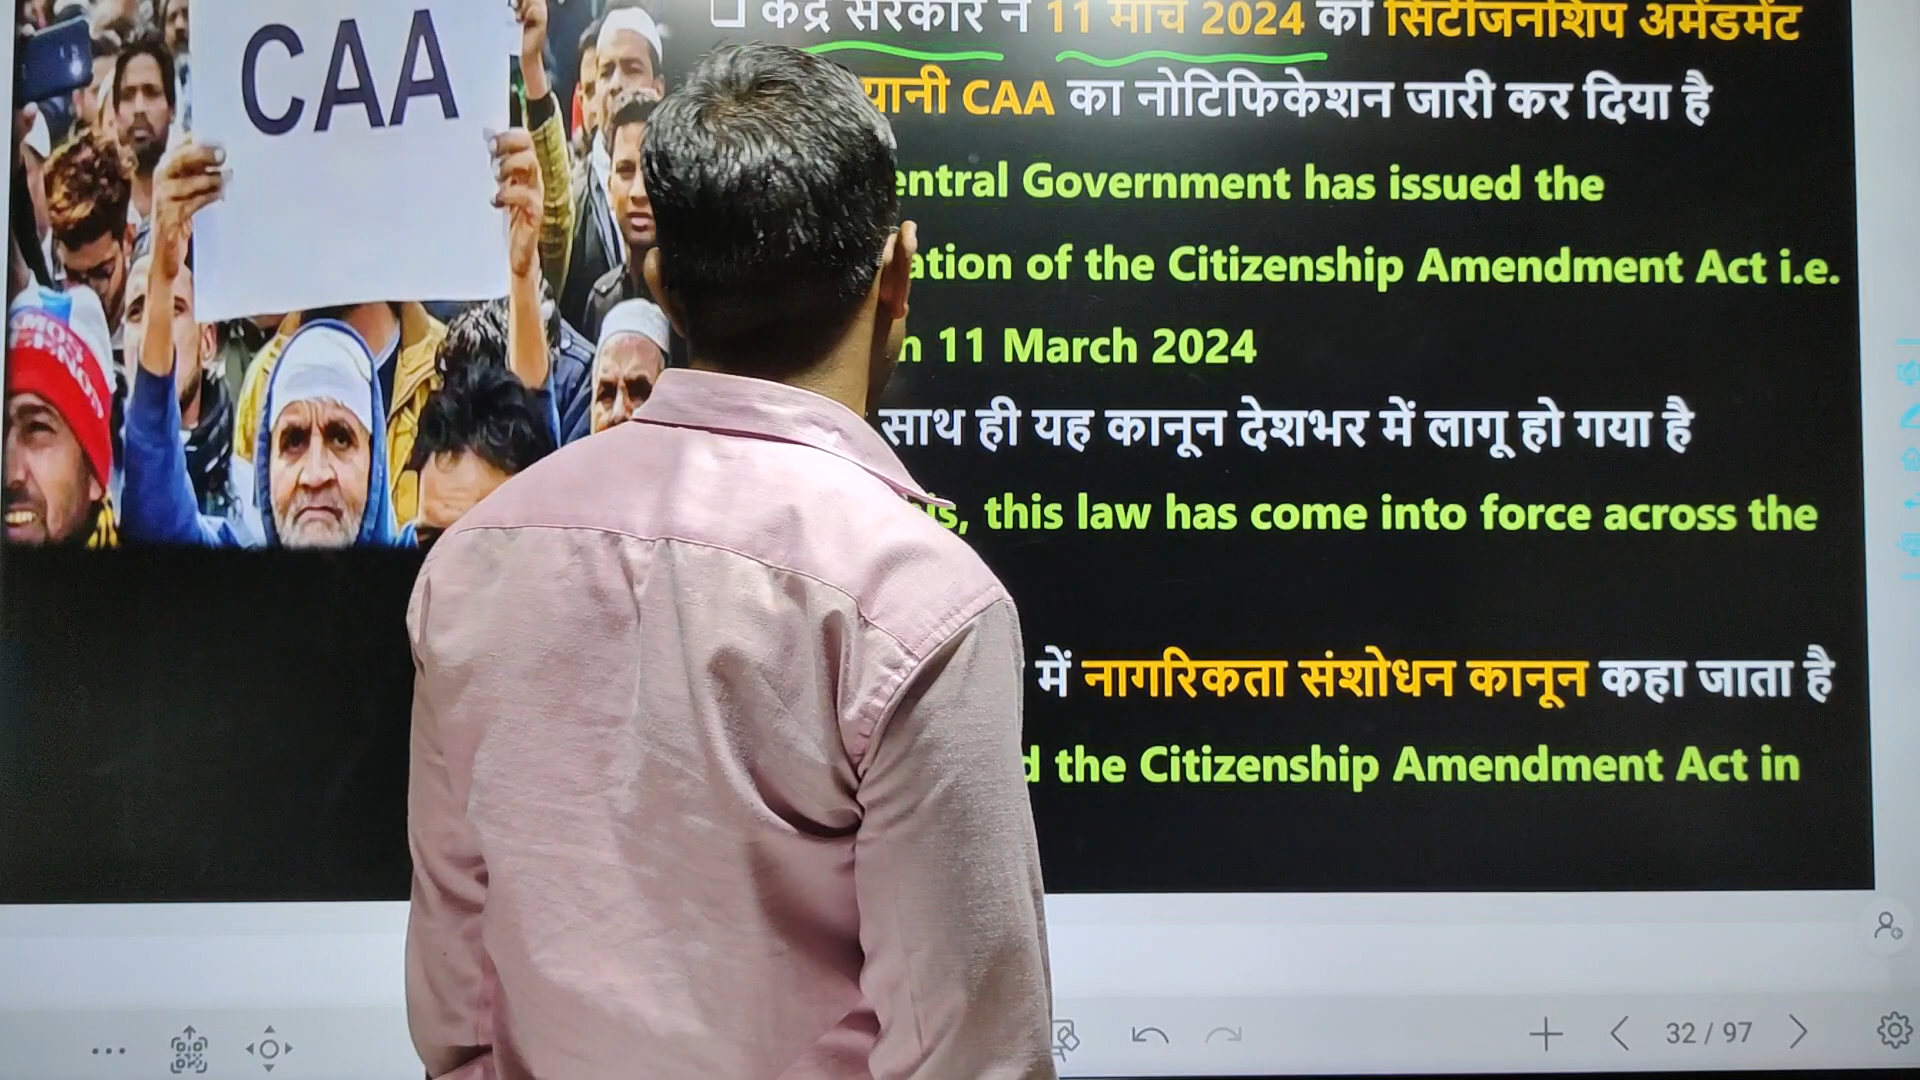 CAA
केंद्र सरकार ने 11 मार्च 2024 को सिटीजनशिप अमेंडमेंट
यानी CAA का नोटिफिकेशन जारी कर दिया है
entral Government has issued the
ation of the Citizenship Amendment Act i.e.
n 11 March 2024
साथ ही यह कानून देशभर में लागू हो गया है
is, this law has come into force across the
में नागरिकता संशोधन कानून कहा जाता है
d the Citizenship Amendment Act in
32 / 97